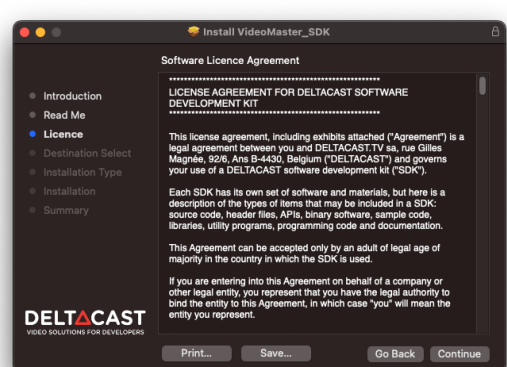 Install VideoMaster_SDK
Software Licence Agreement
Introduction
Read Me
Licence
Destination Select
Installation Type
Installation
Summary
**********************************************************
LICENSE AGREEMENT FOR DELTACAST SOFTWARE
DEVELOPMENT KIT
**********************************************************
This license agreement, including exhibits attached ("Agreement") is a
legal agreement between you and DELTACAST.TV sa, rue Gilles
Magnée, 92/6, Ans B-4430, Belgium ("DELTACAST") and governs
your use of a DELTACAST software development kit ("SDK").
Each SDK has its own set of software and materials, but here is a
description of the types of items that may be included in a SDK:
source code, header files, APIs, binary software, sample code,
libraries, utility programs, programming code and documentation.
This Agreement can be accepted only by an adult of legal age of
majority in the country in which the SDK is used.
If you are entering into this Agreement on behalf of a company or
other legal entity, you represent that you have the legal authority to
bind the entity to this Agreement, in which case "you" will mean the
entity you represent.
DELTACAST
VIDEO SOLUTIONS FOR DEVELOPERS
Print...
Save...
Go Back
Continue